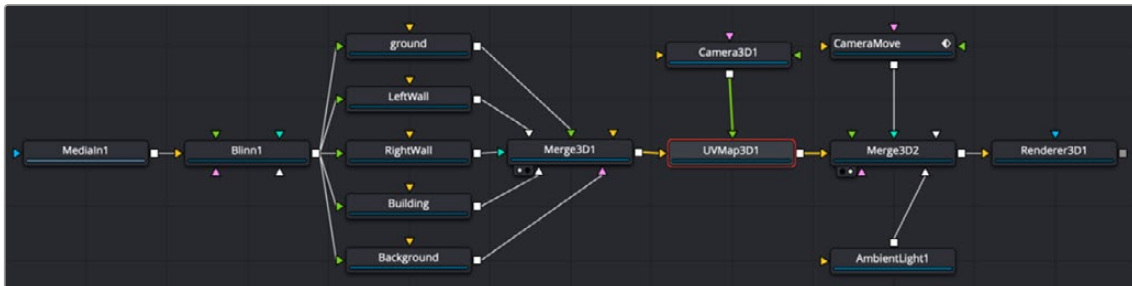 ground
Camera3D1
CameraMove
LeftWall
MediaIn1
Blinn1
RightWall
Merge3D1
UVMap3D1
Merge3D2
Renderer3D1
Building
Background
AmbientLight1